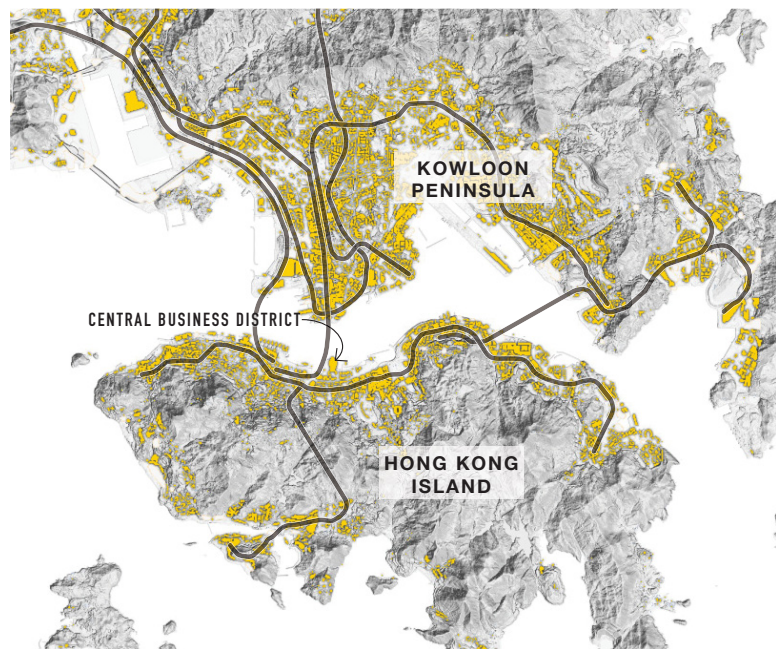 KOWLOON
PENINSULA
CENTRAL BUSINESS DISTRICT
HONG KONG
ISLAND